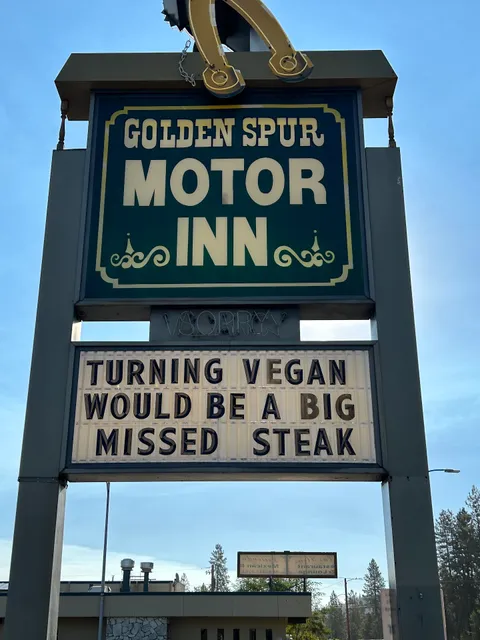 GOLDEN SPUR
MOTOR
INN
TURNING VEGAN
WOULD BE A BIG
MISSED STEAK